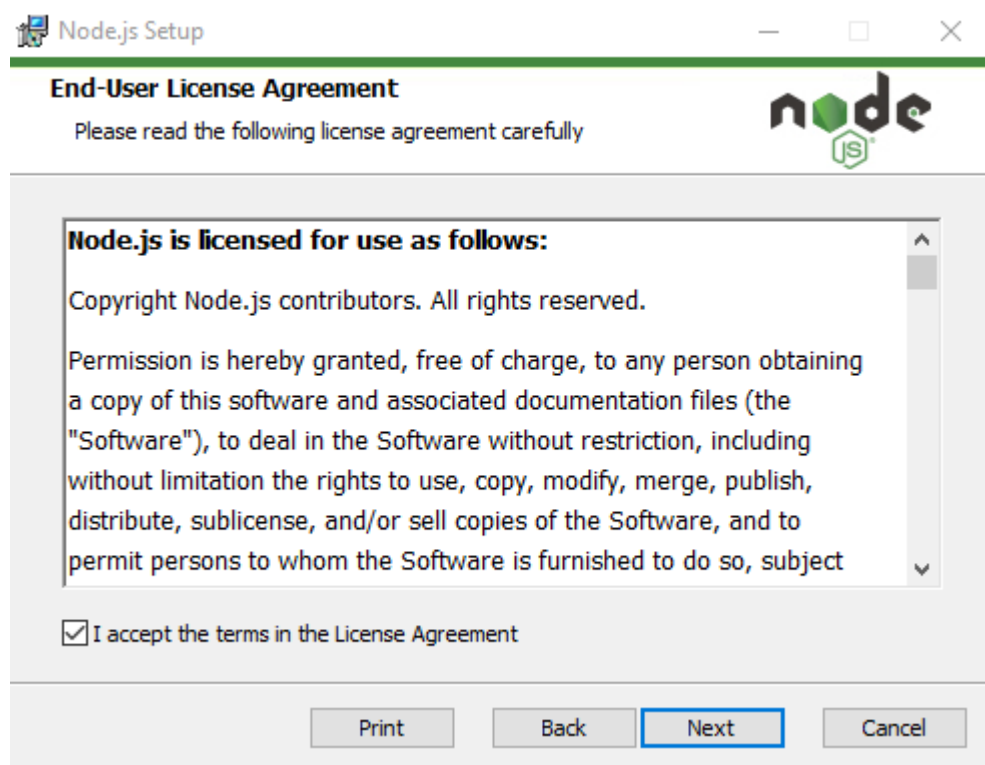 Node.js Setup
End-User License Agreement
Please read the following license agreement carefully
node
JS
Node.js is licensed for use as follows:
Copyright Node.js contributors. All rights reserved.
Permission is hereby granted, free of charge, to any person obtaining
a copy of this software and associated documentation files (the
"Software"), to deal in the Software without restriction, including
without limitation the rights to use, copy, modify, merge, publish,
distribute, sublicense, and/or sell copies of the Software, and to
permit persons to whom the Software is furnished to do so, subject
I accept the terms in the License Agreement
Print Back Next Cancel